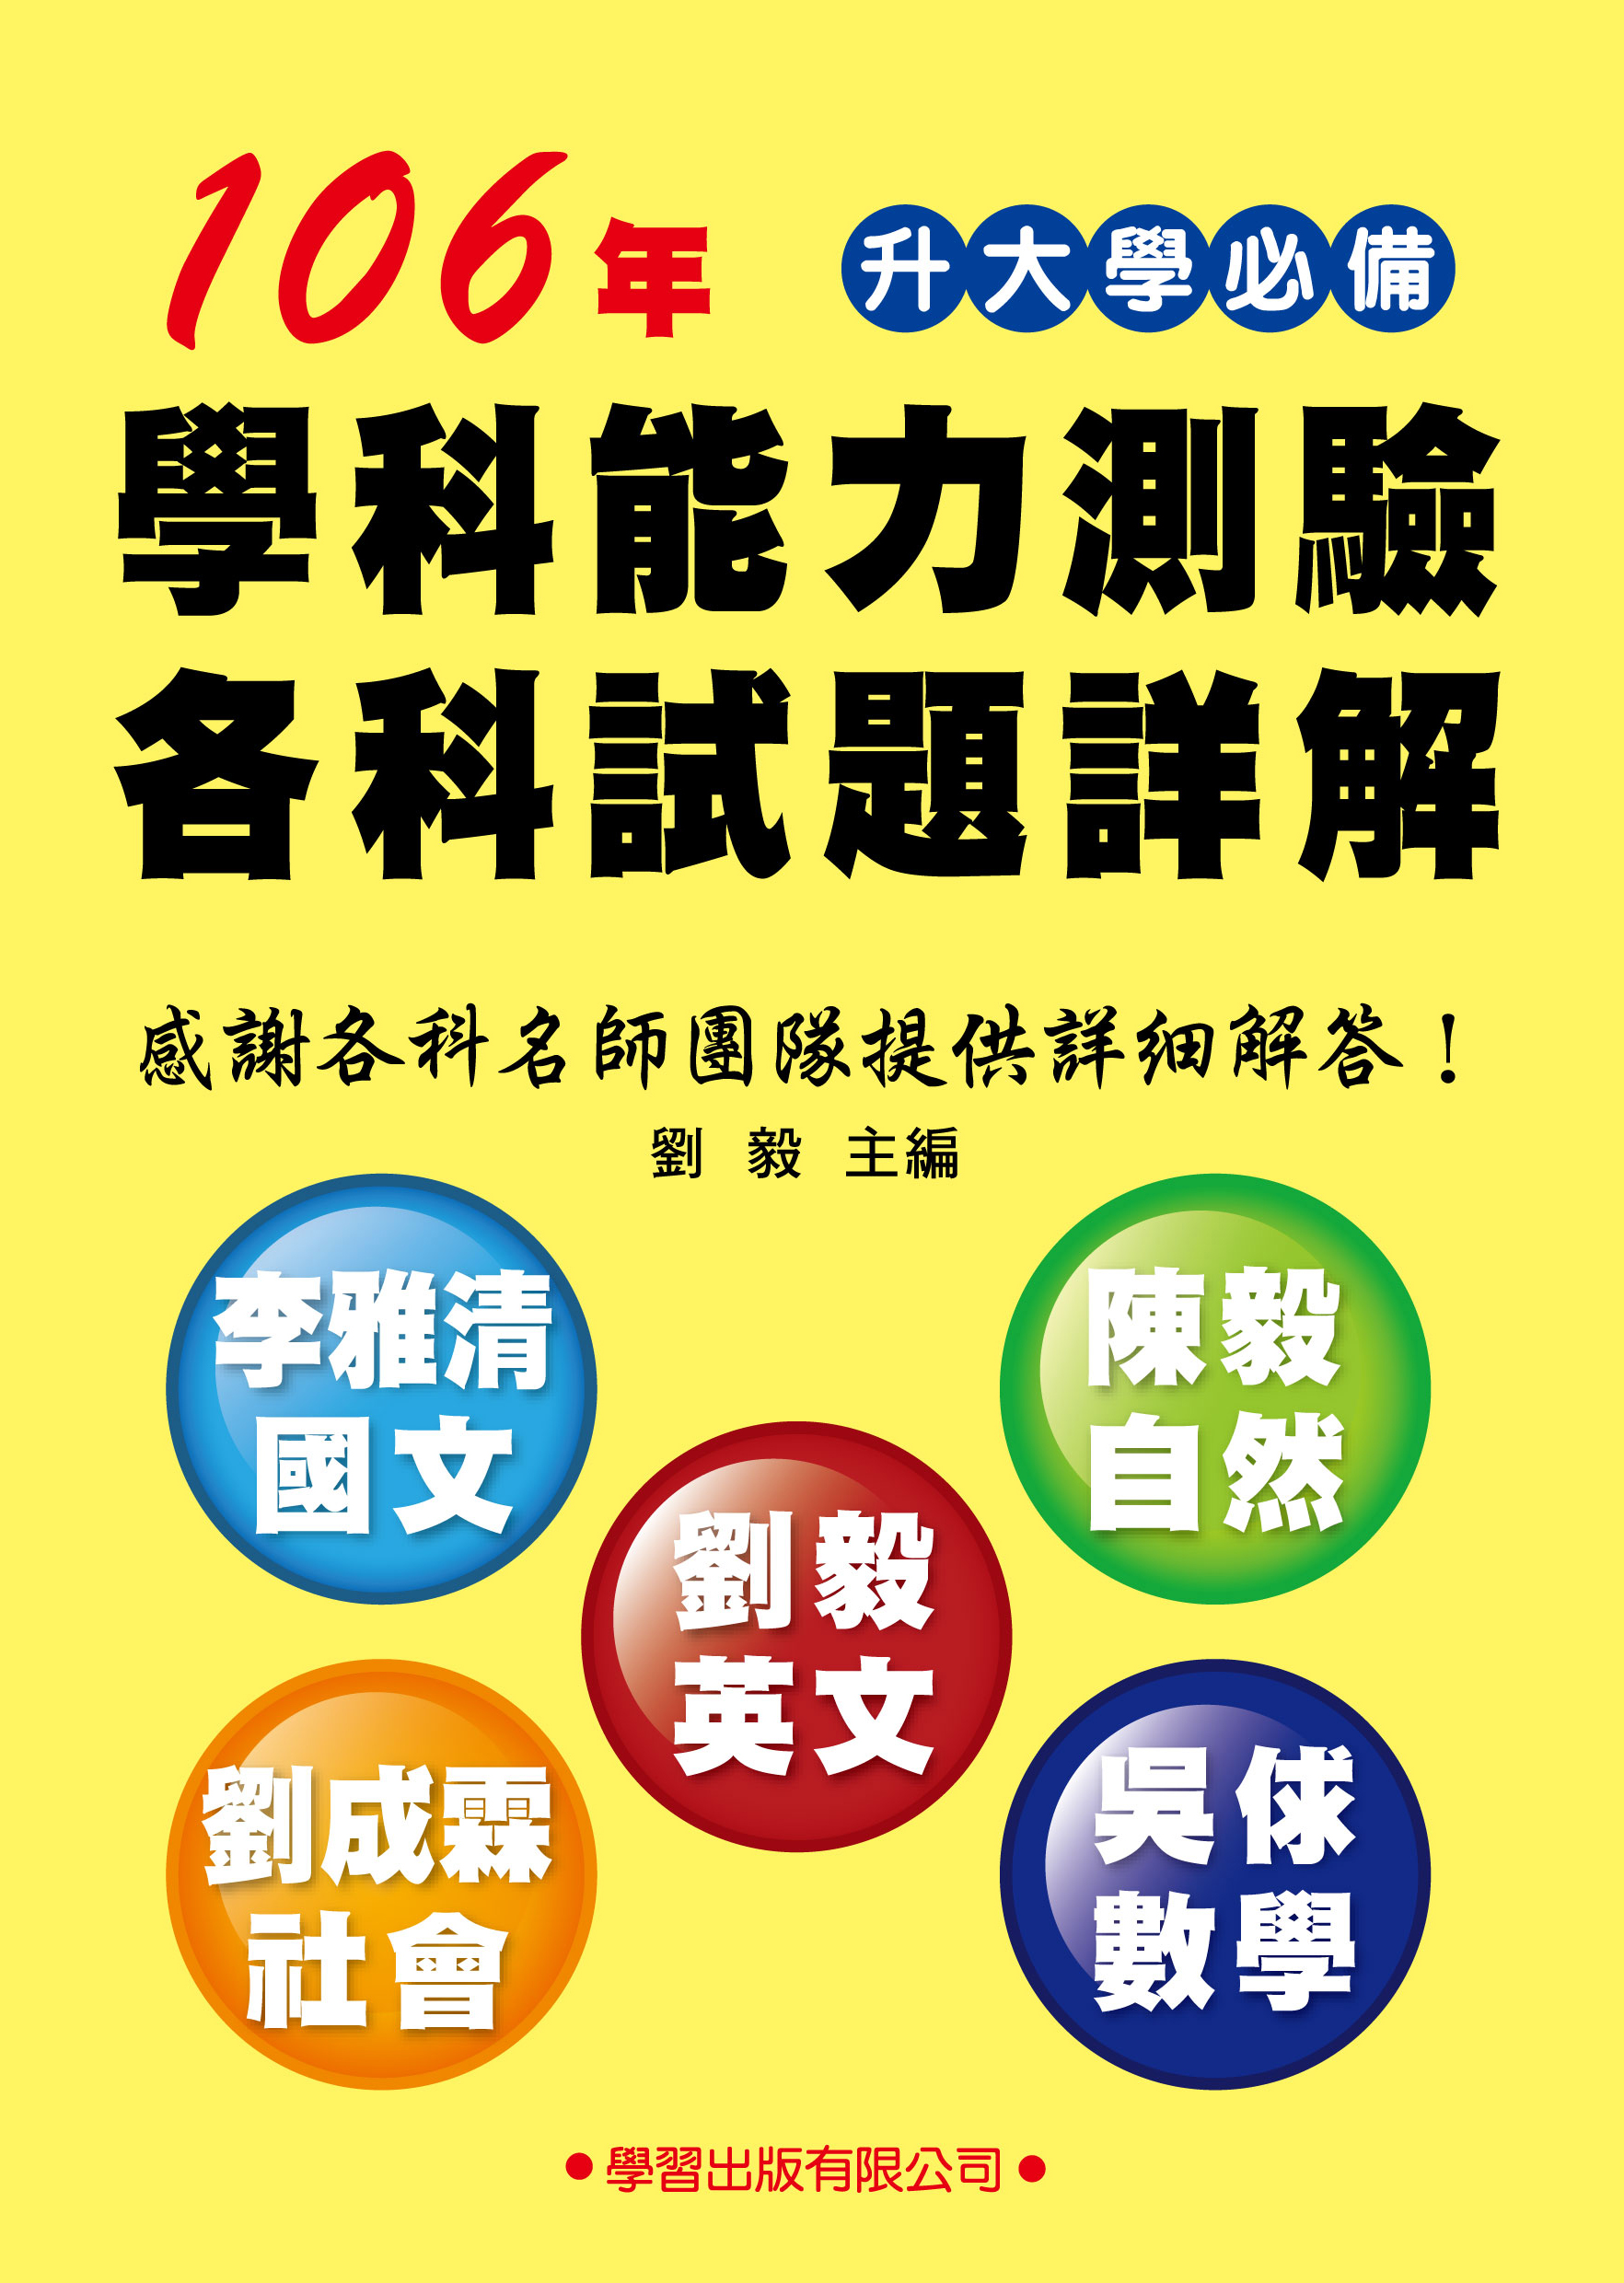 106年
升大學必備
學科能力測驗
各科試題詳解
感謝各科名師團隊提供詳細解答！
劉 毅 主編
李雅清
國文
陳毅
自然
劉毅
英文
劉成霖
社會
吳俅
數學
●學習出版有限公司●